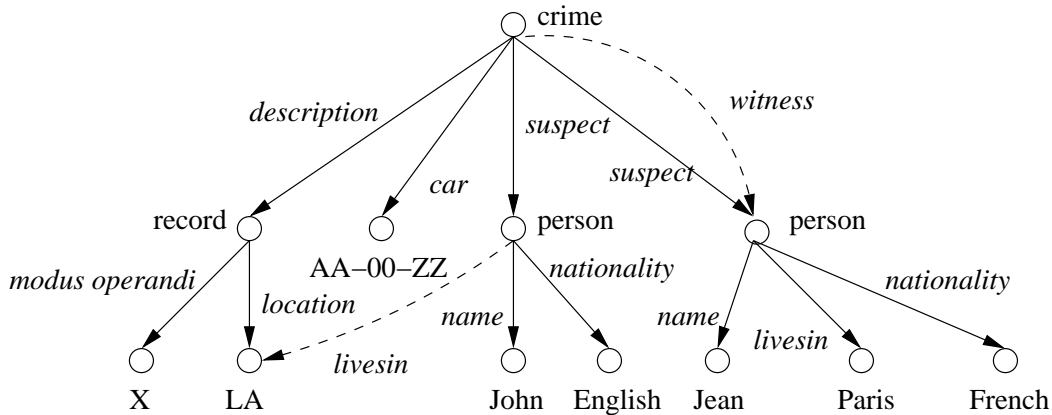 crime
description
suspect
witness
car
suspect
record
person
person
AA−00−ZZ
modus operandi
location
nationality
nationality
name
name
livesin
livesin
X
LA
John
English
Jean
Paris
French